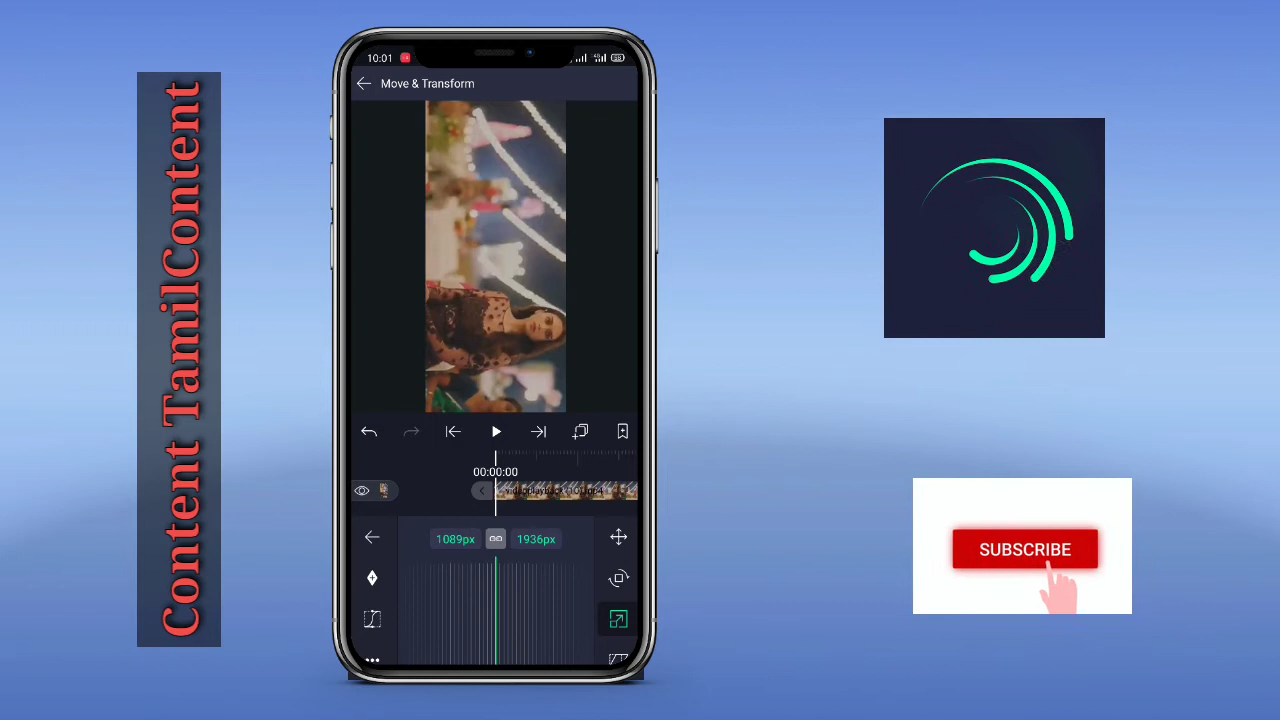 Content TamilContent
10:01
Move & Transform
00:00:00
1089px
1936px
SUBSCRIBE